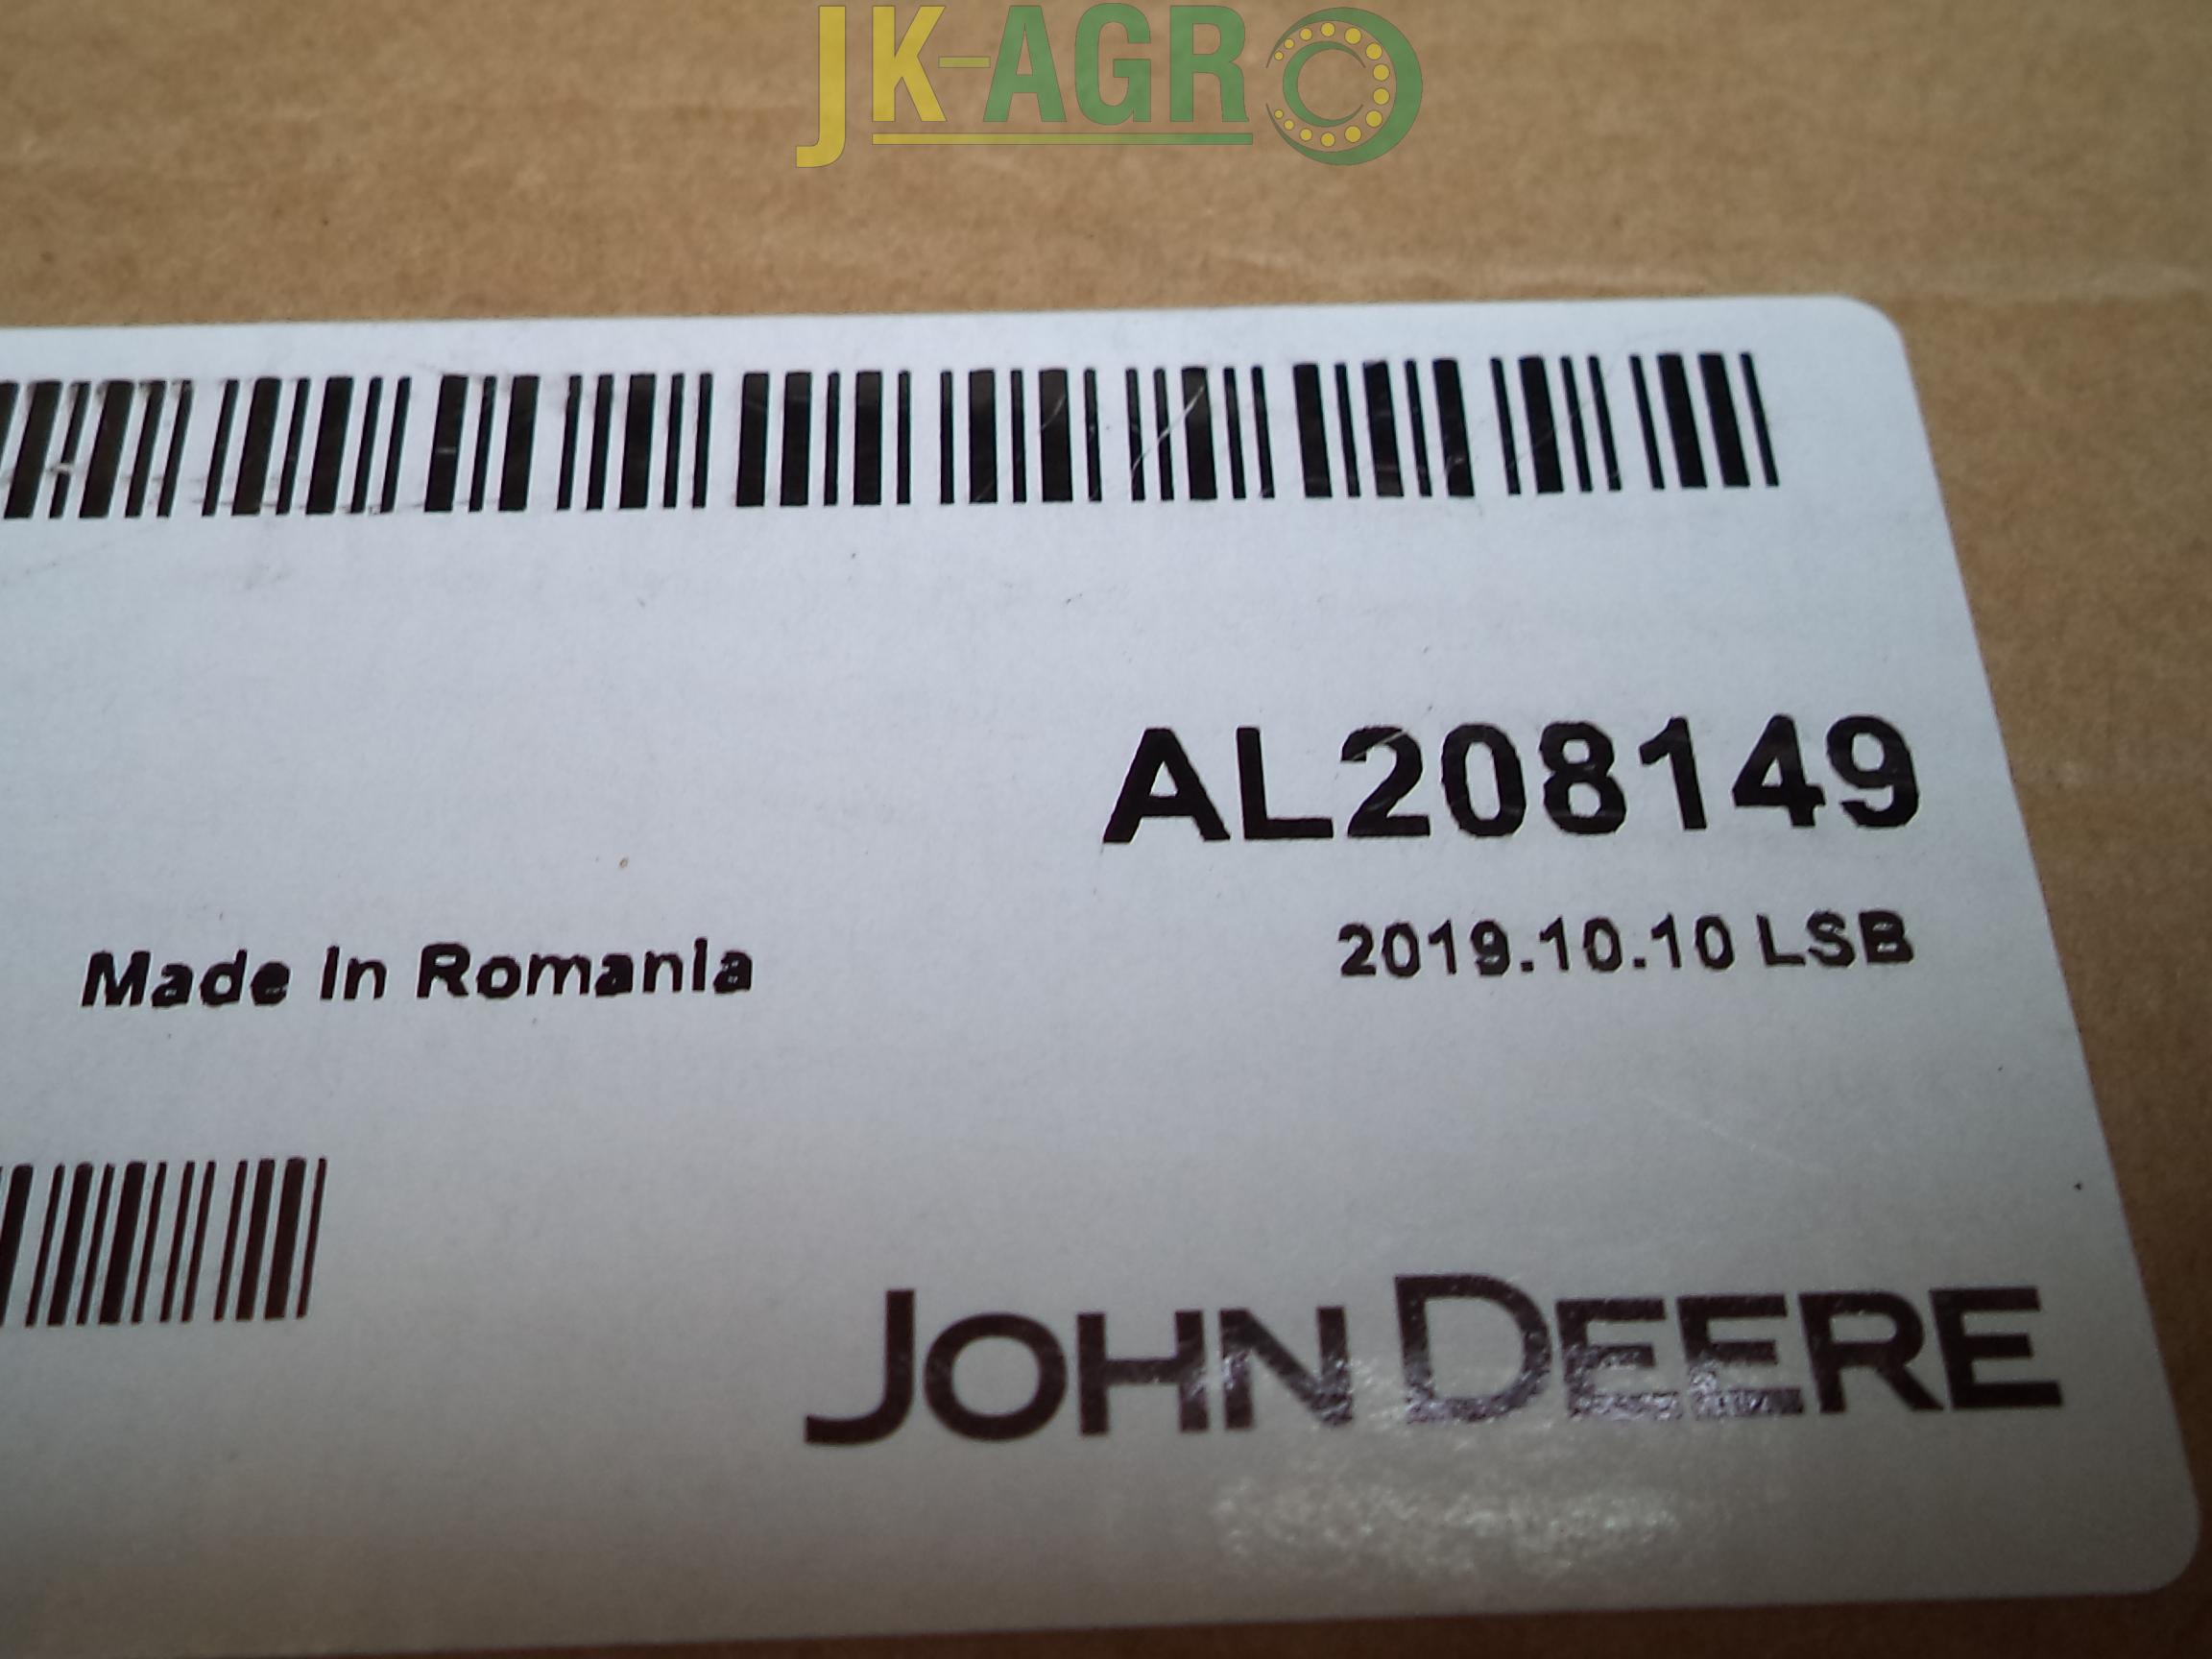 JK-AGRO
AL208149
Made In Romania
2019.10.10 LSB
JOHN DEERE